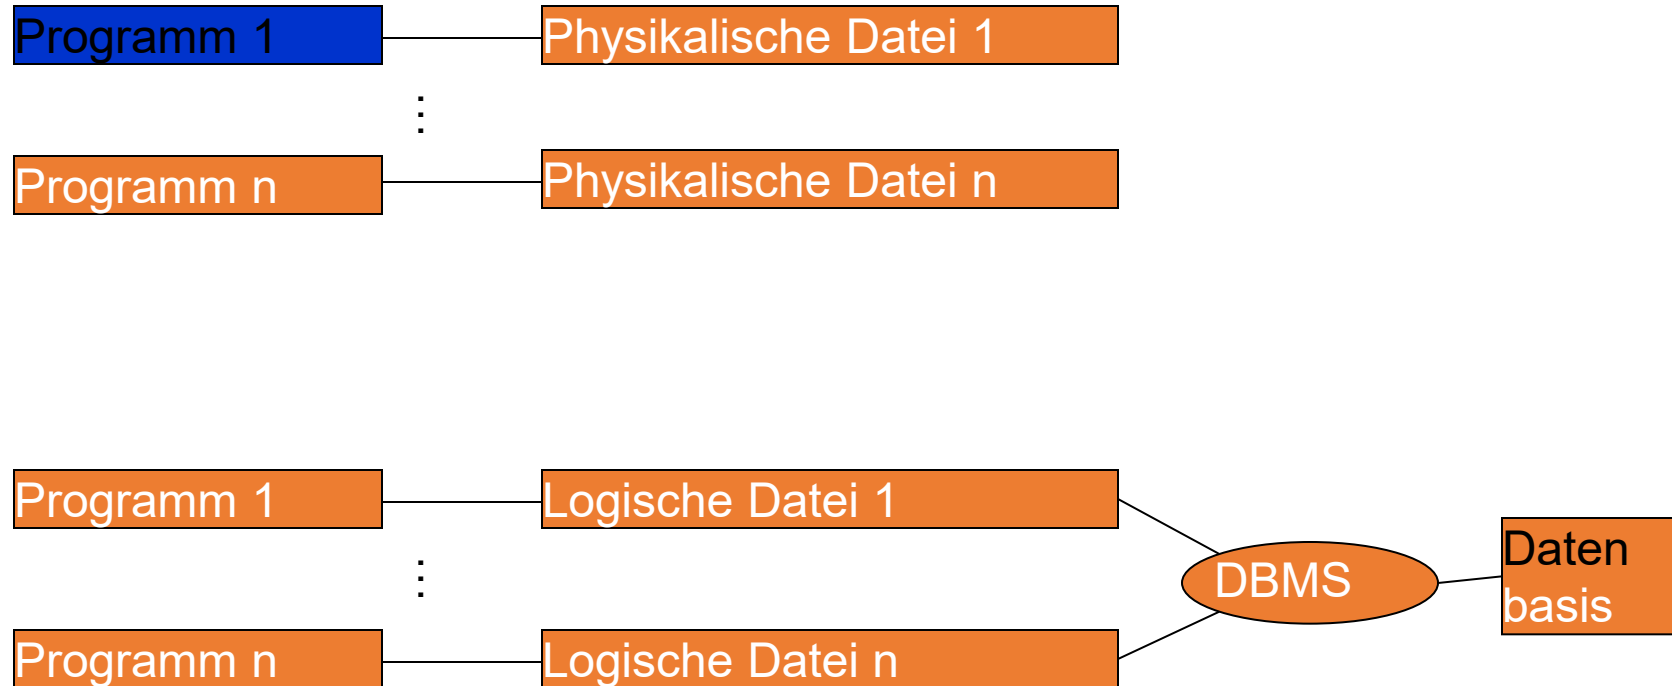 Programm 1
Physikalische Datei 1
⋮
Programm n
Physikalische Datei n
Programm 1
Logische Datei 1
⋮
DBMS
Daten
basis
Programm n
Logische Datei n